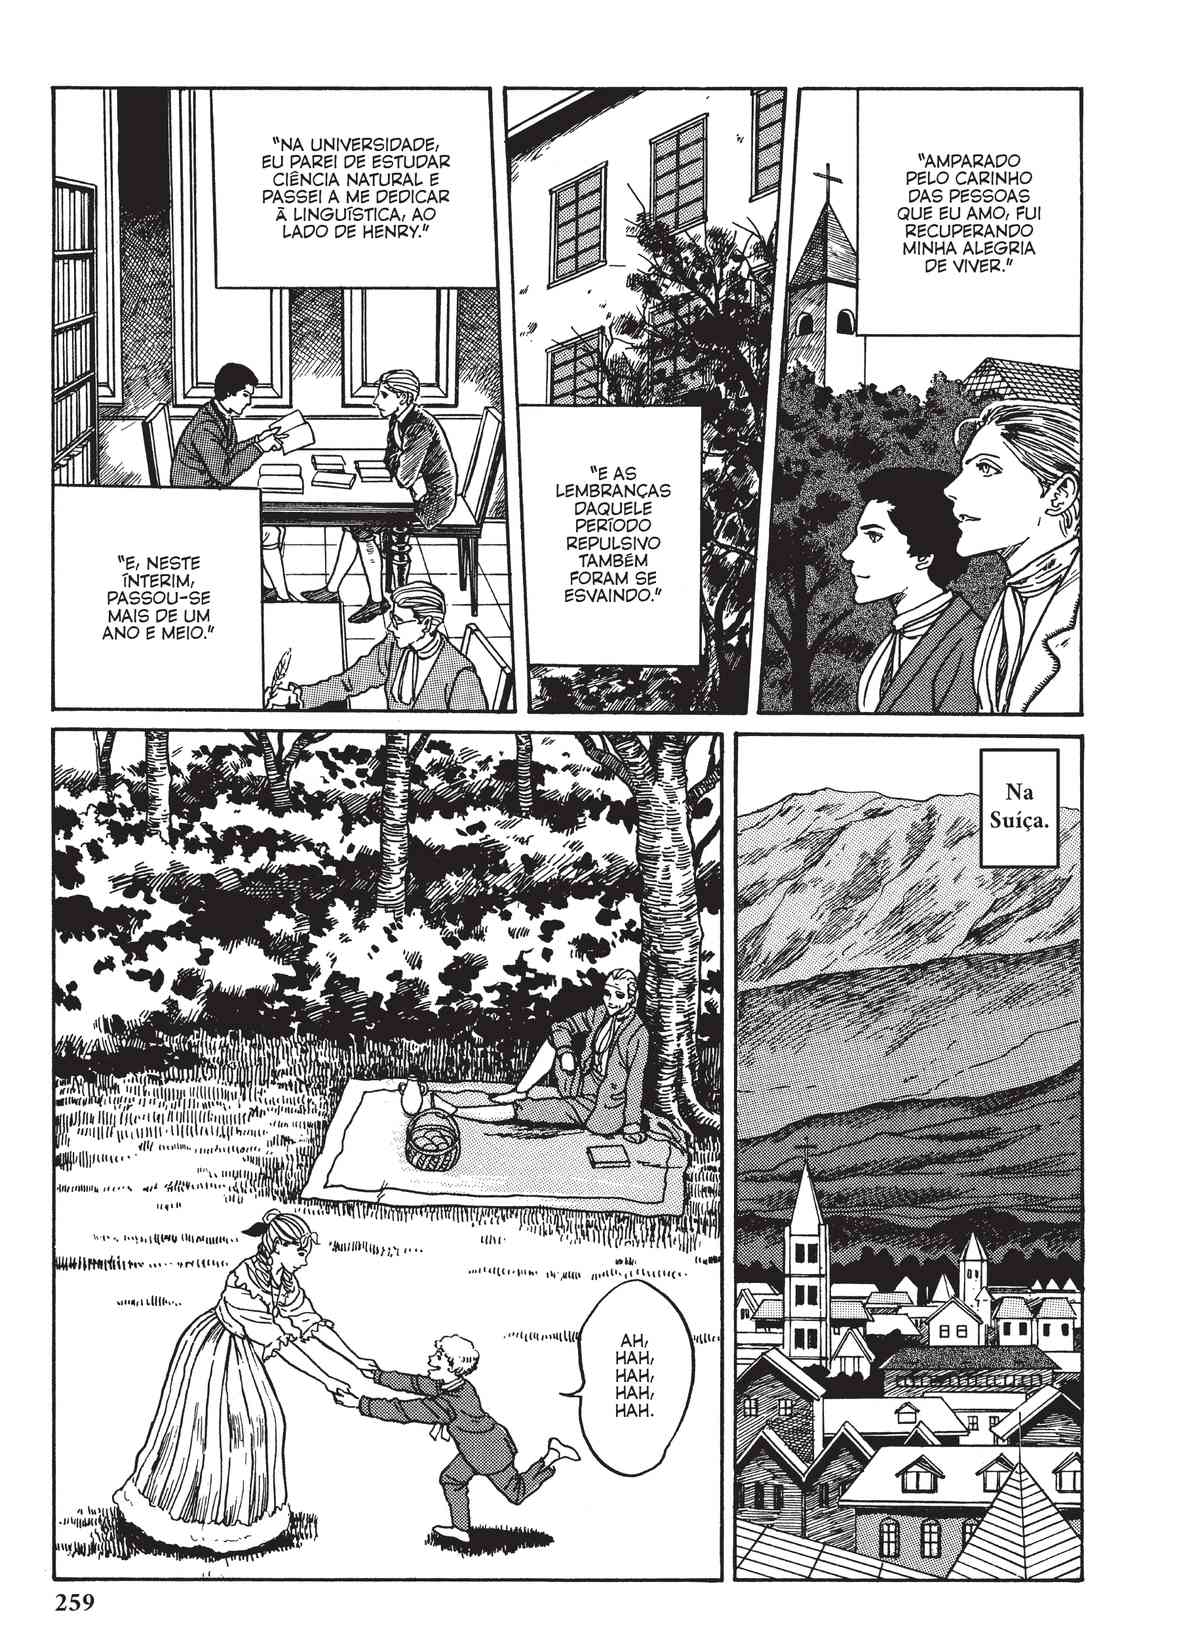 "AMPARADO
PELO CARINHO
DAS PESSOAS
QUE EU AMO, FUI
RECUPERANDO
MINHA ALEGRIA
DE VIVER."
"E AS
LEMBRANÇAS
DAQUELE
PERÍODO
REPULSIVO
TAMBÉM
FORAM SE
ESVAINDO."
"NA UNIVERSIDADE,
EU PAREI DE ESTUDAR
CIÊNCIA NATURAL E
PASSEI A ME DEDICAR
À LINGUÍSTICA, AO
LADO DE HENRY."
"E, NESTE
ÍNTERIM,
PASSOU-SE
MAIS DE UM
ANO E MEIO."
Na
Suíça.
AH,
HAH,
HAH,
HAH,
HAH.
259